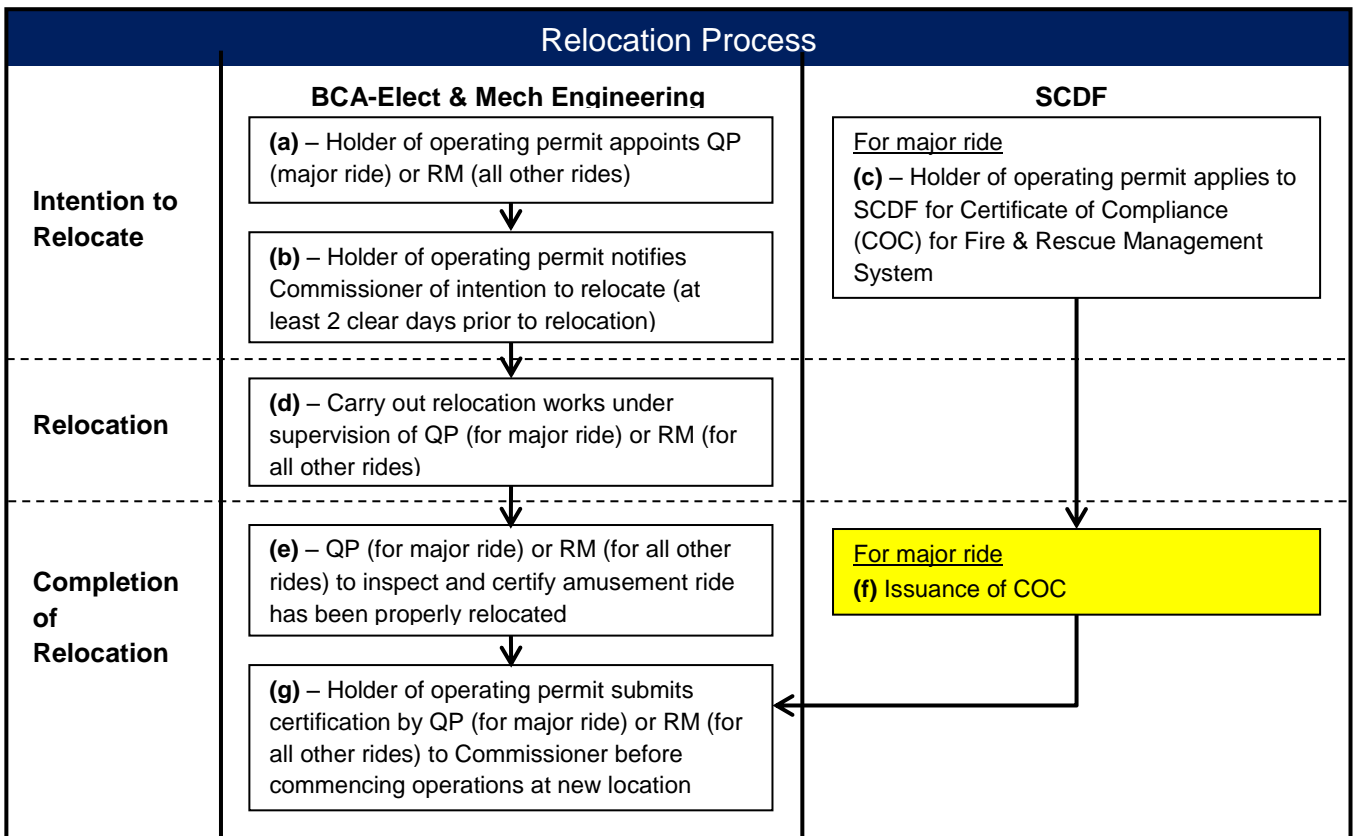 Relocation Process
BCA-Elect & Mech Engineering
SCDF
Intention to
Relocate
(a) – Holder of operating permit appoints QP
(major ride) or RM (all other rides)
(b) – Holder of operating permit notifies
Commissioner of intention to relocate (at
least 2 clear days prior to relocation)
For major ride
(c) – Holder of operating permit applies to
SCDF for Certificate of Compliance
(COC) for Fire & Rescue Management
System
Relocation
(d) – Carry out relocation works under
supervision of QP (for major ride) or RM (for
all other rides)
Completion
of
Relocation
(e) – QP (for major ride) or RM (for all other
rides) to inspect and certify amusement ride
has been properly relocated
For major ride
(f) Issuance of COC
(g) – Holder of operating permit submits
certification by QP (for major ride) or RM (for
all other rides) to Commissioner before
commencing operations at new location